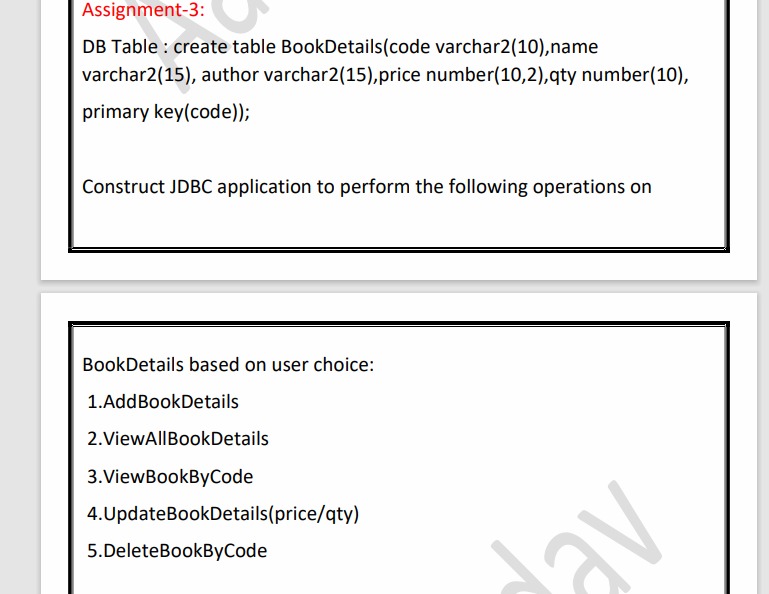 Assignment-3:
DB Table : create table BookDetails(code varchar2(10),name
varchar2(15), author varchar2(15),price number(10,2),qty number(10),
primary key(code));
Construct JDBC application to perform the following operations on
BookDetails based on user choice:
1.AddBookDetails
2.ViewAllBookDetails
3.ViewBookByCode
4.UpdateBookDetails(price/qty)
5.DeleteBookByCode